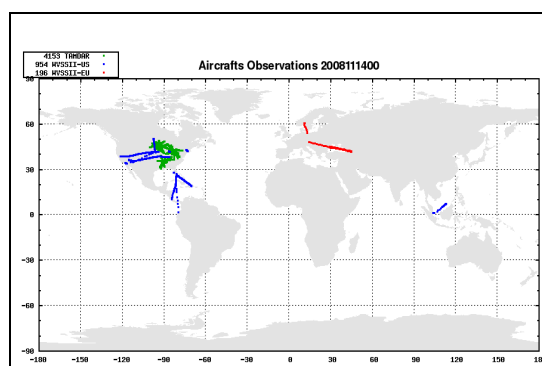 4153 TAMDAR
954 WVSSII-US
196 WVSSII-EU
Aircrafts Observations 2008111400
90
60
30
0
-30
-60
-90
-180 -150 -120 -90 -60 -30 0 30 60 90 120 150 180